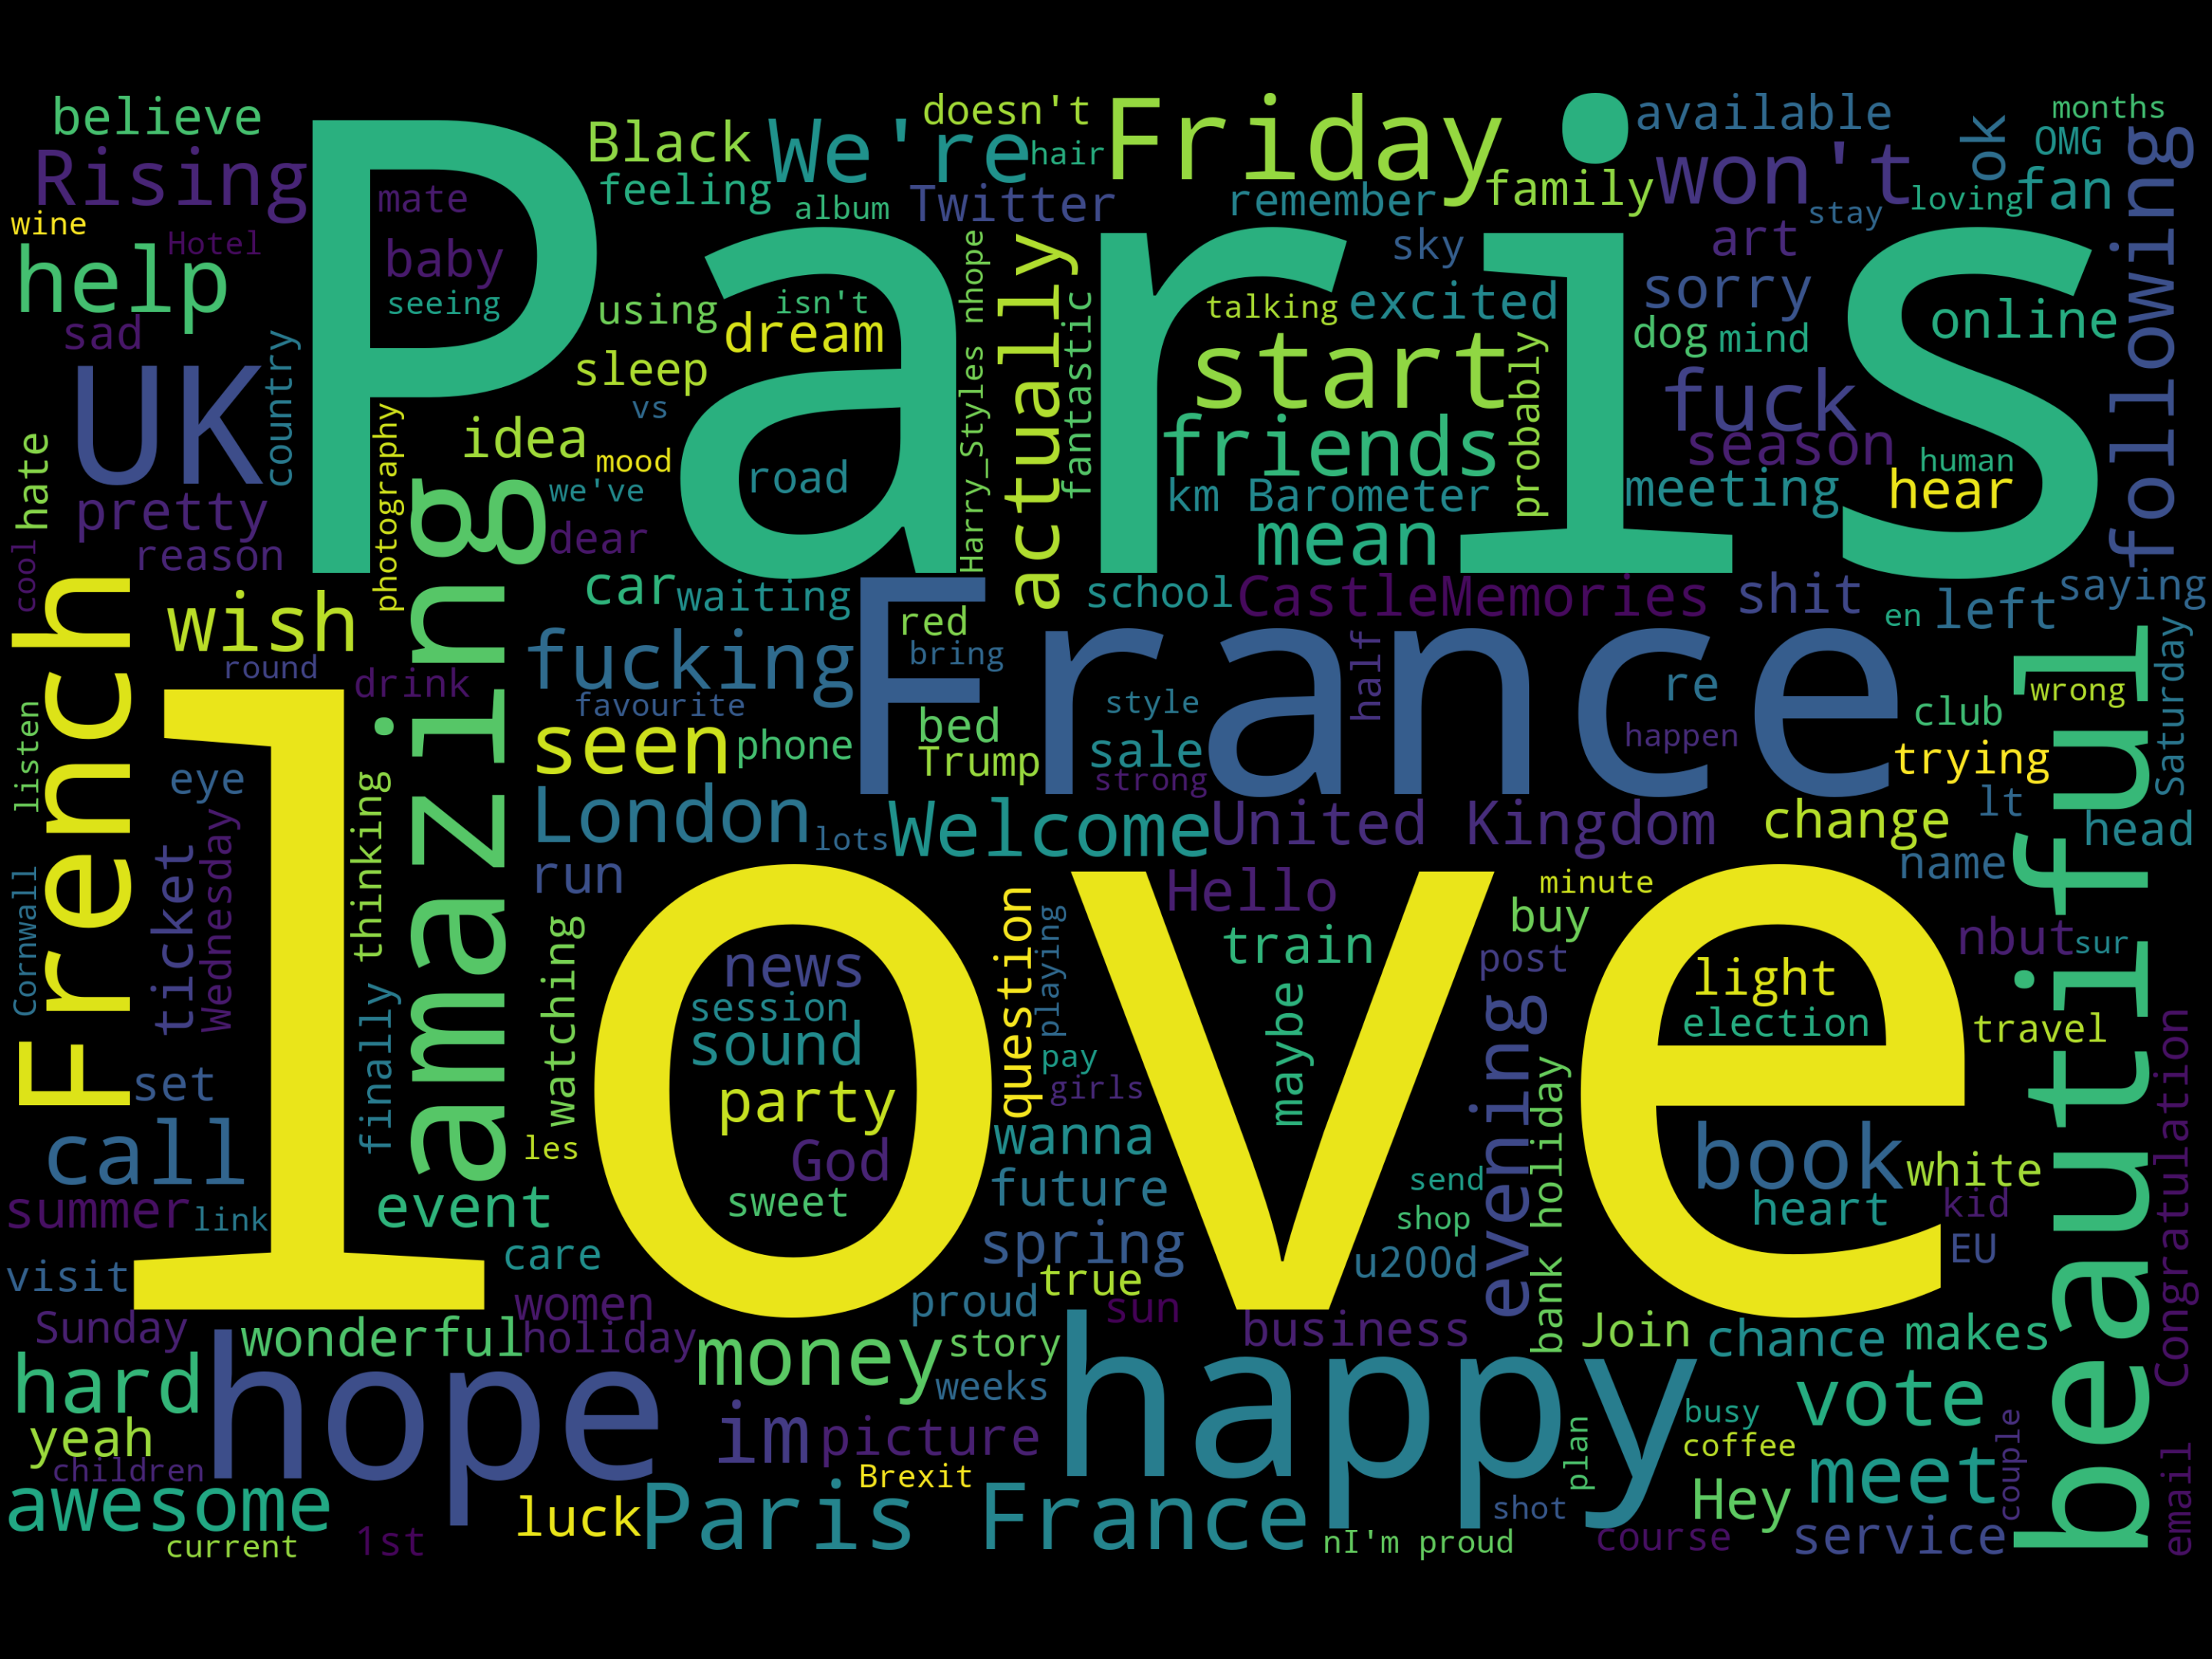 believe
Rising
wine
Hotel
help
sad
UK
country
hate
pretty
reason
cool
French
wish
round
Paris
mate
baby
seeing
photography
Black
We're
doesn't
hair
Friday
feeling
album
Twitter
remember
family
won't
available
ok
months
OMG
fan
loving
stay
following
using
isn't
dream
sleep
vs
mood
idea
we've
road
dear
Harry_Styles nhope
actually
fantastic
sky
talking
excited
art
sorry
dog
mind
online
start
probably
fuck
friends
season
human
km Barometer
meeting
hear
mean
amazing
car
waiting
school
CastleMemories
shit
en
left
saying
drink
fucking
favourite
red
bring
France
style
half
re
happen
club
wrong
Saturday
listen
eye
seen
phone
bed
Trump
sale
strong
trying
lt
London
lots
Welcome
United Kingdom
change
head
name
love
Cornwall
ticket
Wednesday
thinking
finally
run
watching
news
session
sound
party
God
sweet
les
question
playing
pay
girls
Hello
train
maybe
minute
buy
post
evening
bank holiday
light
election
nbut
sur
travel
beautiful
Congratulation
set
call
summer
link
event
visit
care
wanna
future
spring
true
send
shop
u200d
book
heart
white
kid
EU
Sunday
wonderful
women
holiday
proud
sun
business
Join
chance
makes
hard
hope
money
story
weeks
happy
vote
yeah
children
im
picture
Brexit
plan
busy
coffee
meet
couple
email
awesome
current
1st
luck
Paris France
nI'm proud
shot
Hey
course
service